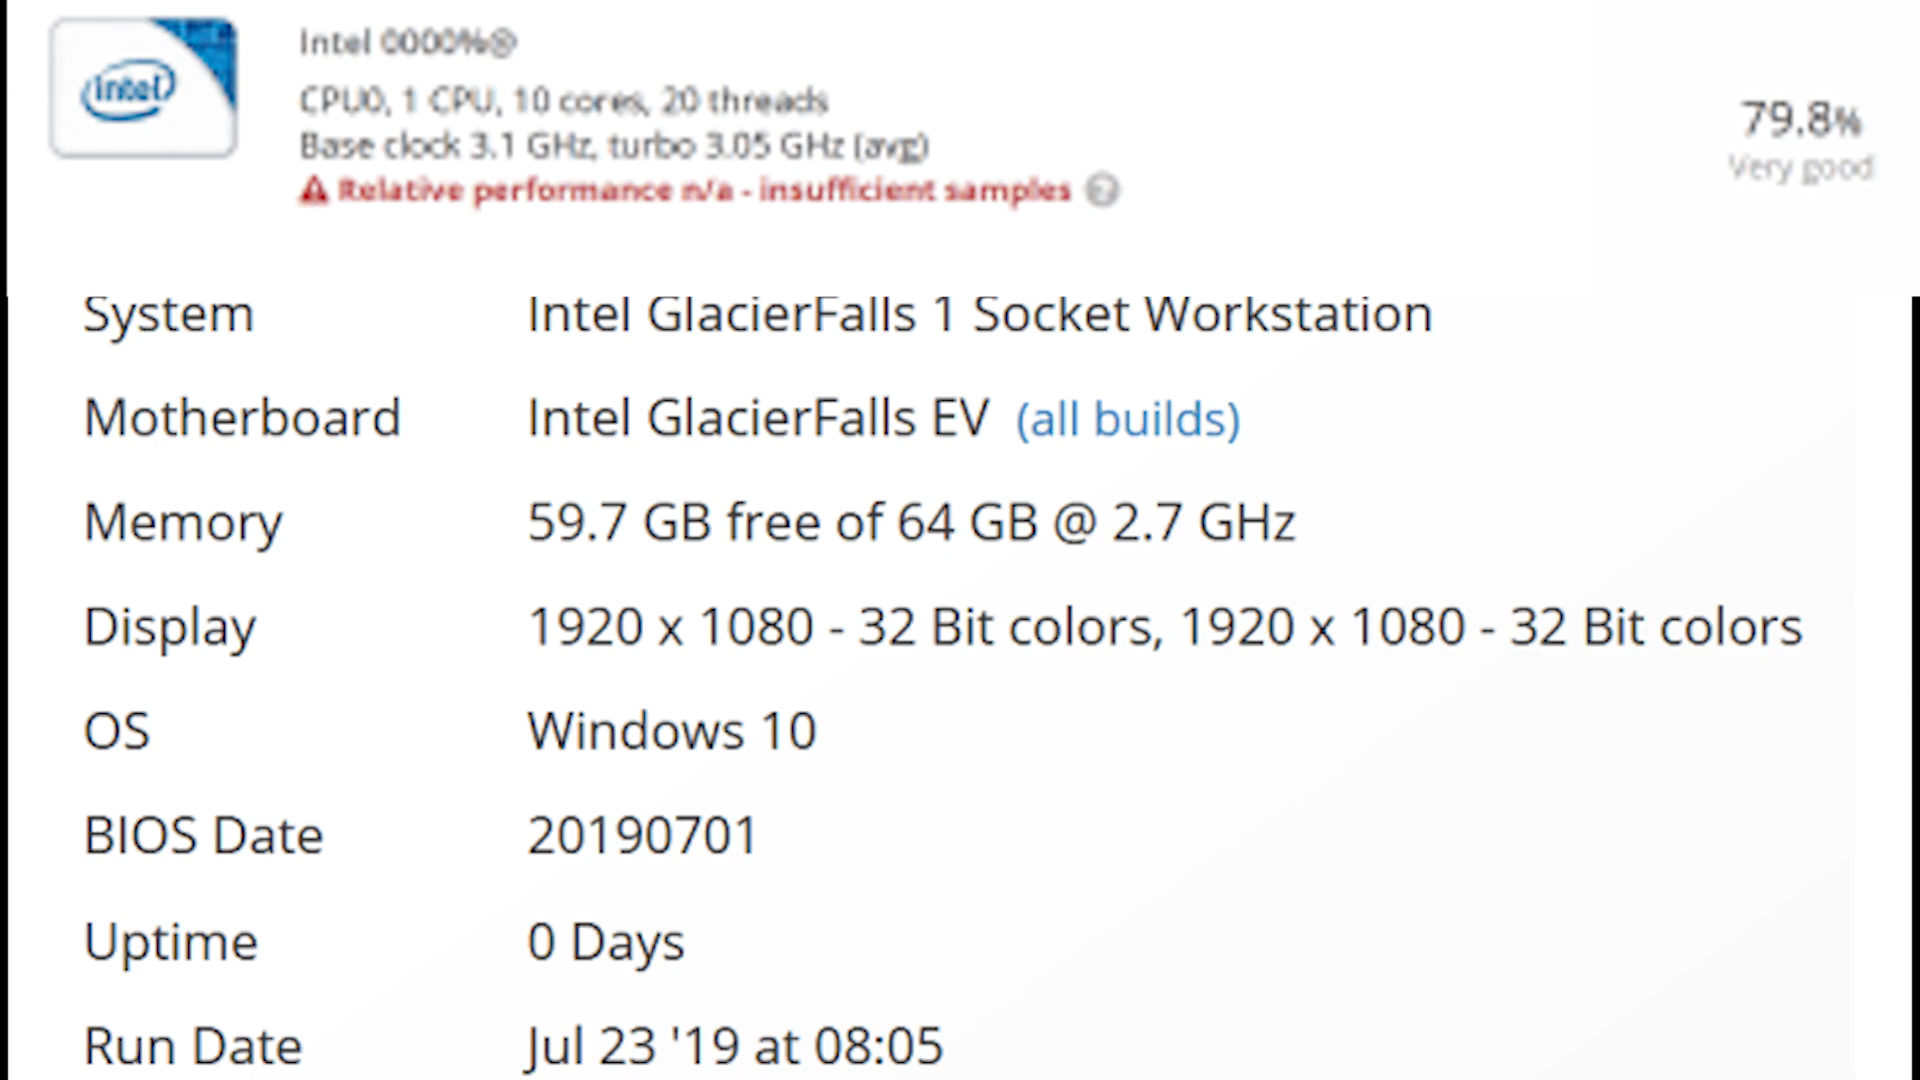 intel
Intel 0000%@
CPU0, 1 CPU, 10 cores, 20 threads
Base clock 3.1 GHz, turbo 3.05 GHz (avg)
Relative performance n/a - insufficient samples ?
79.8%
Very good
System Intel GlacierFalls 1 Socket Workstation
Motherboard Intel GlacierFalls EV (all builds)
Memory 59.7 GB free of 64 GB @ 2.7 GHz
Display 1920 x 1080 - 32 Bit colors, 1920 x 1080 - 32 Bit colors
OS Windows 10
BIOS Date 20190701
Uptime 0 Days
Run Date Jul 23 '19 at 08:05